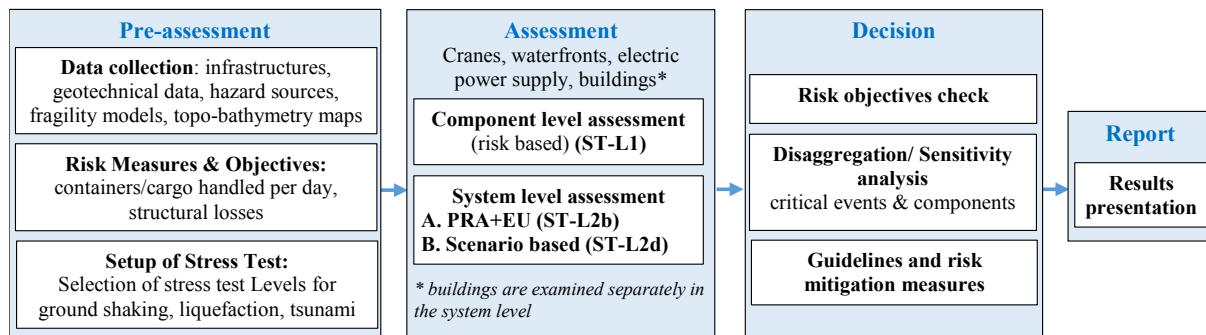 Pre-assessment
Data collection: infrastructures,
geotechnical data, hazard sources,
fragility models, topo-bathymetry maps
Risk Measures & Objectives:
containers/cargo handled per day,
structural losses
Setup of Stress Test:
Selection of stress test Levels for
ground shaking, liquefaction, tsunami
Assessment
Cranes, waterfronts, electric
power supply, buildings*
Component level assessment
(risk based) (ST-L1)
System level assessment
A. PRA+EU (ST-L2b)
B. Scenario based (ST-L2d)
* buildings are examined separately in
the system level
Decision
Risk objectives check
Disaggregation/ Sensitivity
analysis
critical events & components
Guidelines and risk
mitigation measures
Report
Results
presentation